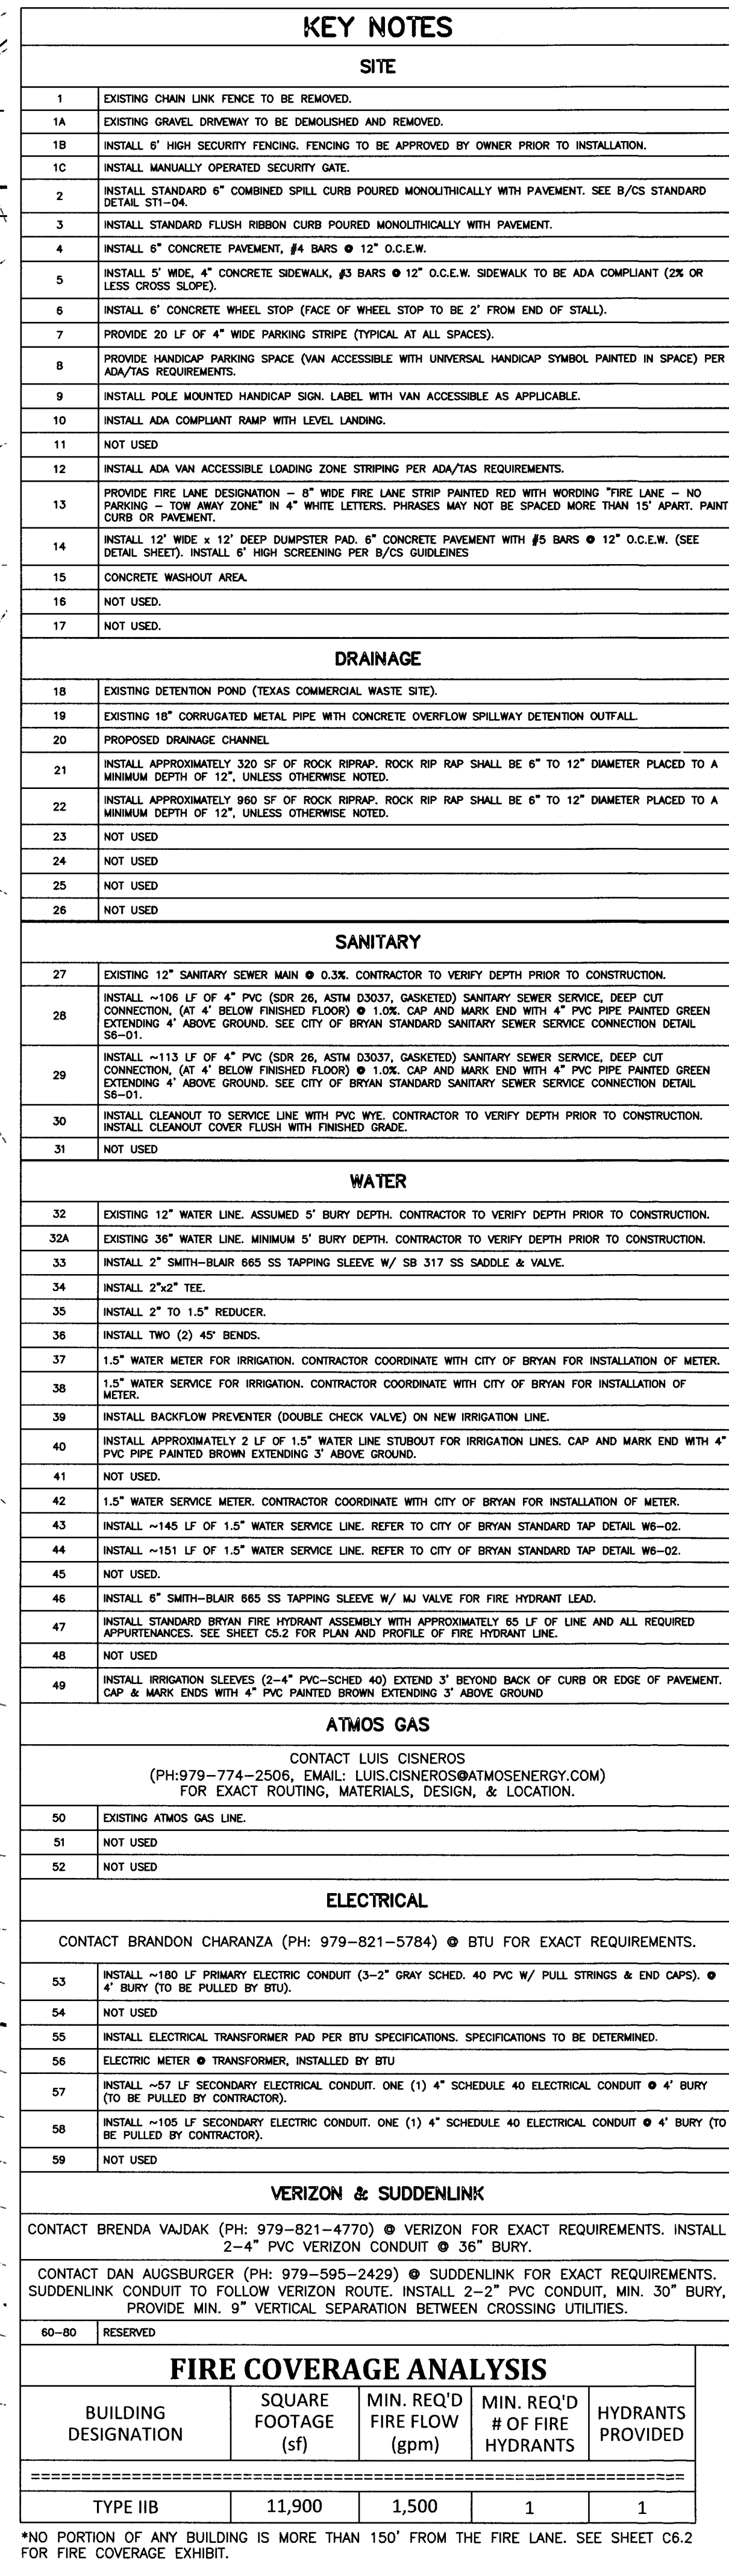 KEY NOTES
SITE
1 EXISTING CHAIN LINK FENCE TO BE REMOVED.
1A EXISTING GRAVEL DRIVEWAY TO BE DEMOLISHED AND REMOVED.
1B INSTALL 6' HIGH SECURITY FENCING. FENCING TO BE APPROVED BY OWNER PRIOR TO INSTALLATION.
1C INSTALL MANUALLY OPERATED SECURITY GATE.
2 INSTALL STANDARD 6" COMBINED SPILL CURB POURED MONOLITHICALLY WITH PAVEMENT. SEE B/CS STANDARD
DETAIL ST1-04.
3 INSTALL STANDARD FLUSH RIBBON CURB POURED MONOLITHICALLY WITH PAVEMENT.
4 INSTALL 6" CONCRETE PAVEMENT, #4 BARS @ 12" O.C.E.W.
5 INSTALL 5' WIDE, 4" CONCRETE SIDEWALK, #3 BARS @ 12" O.C.E.W. SIDEWALK TO BE ADA COMPLIANT (2% OR
LESS CROSS SLOPE).
6 INSTALL 6' CONCRETE WHEEL STOP (FACE OF WHEEL STOP TO BE 2' FROM END OF STALL).
7 PROVIDE 20 LF OF 4" WIDE PARKING STRIPE (TYPICAL AT ALL SPACES).
8 PROVIDE HANDICAP PARKING SPACE (VAN ACCESSIBLE WITH UNIVERSAL HANDICAP SYMBOL PAINTED IN SPACE) PER
ADA/TAS REQUIREMENTS.
9 INSTALL POLE MOUNTED HANDICAP SIGN. LABEL WITH VAN ACCESSIBLE AS APPLICABLE.
10 INSTALL ADA COMPLIANT RAMP WITH LEVEL LANDING.
11 NOT USED
12 INSTALL ADA VAN ACCESSIBLE LOADING ZONE STRIPING PER ADA/TAS REQUIREMENTS.
13 PROVIDE FIRE LANE DESIGNATION – 8" WIDE FIRE LANE STRIP PAINTED RED WITH WORDING "FIRE LANE – NO
PARKING – TOW AWAY ZONE" IN 4" WHITE LETTERS. PHRASES MAY NOT BE SPACED MORE THAN 15' APART. PAINT
CURB OR PAVEMENT.
14 INSTALL 12' WIDE x 12' DEEP DUMPSTER PAD. 6" CONCRETE PAVEMENT WITH #5 BARS @ 12" O.C.E.W. (SEE
DETAIL SHEET). INSTALL 6' HIGH SCREENING PER B/CS GUIDLEINES
15 CONCRETE WASHOUT AREA.
16 NOT USED.
17 NOT USED.
DRAINAGE
18 EXISTING DETENTION POND (TEXAS COMMERCIAL WASTE SITE).
19 EXISTING 18" CORRUGATED METAL PIPE WITH CONCRETE OVERFLOW SPILLWAY DETENTION OUTFALL.
20 PROPOSED DRAINAGE CHANNEL
21 INSTALL APPROXIMATELY 320 SF OF ROCK RIPRAP. ROCK RIP RAP SHALL BE 6" TO 12" DIAMETER PLACED TO A
MINIMUM DEPTH OF 12", UNLESS OTHERWISE NOTED.
22 INSTALL APPROXIMATELY 960 SF OF ROCK RIPRAP. ROCK RIP RAP SHALL BE 6" TO 12" DIAMETER PLACED TO A
MINIMUM DEPTH OF 12", UNLESS OTHERWISE NOTED.
23 NOT USED
24 NOT USED
25 NOT USED
26 NOT USED
SANITARY
27 EXISTING 12" SANITARY SEWER MAIN @ 0.3%. CONTRACTOR TO VERIFY DEPTH PRIOR TO CONSTRUCTION.
28 INSTALL ~106 LF OF 4" PVC (SDR 26, ASTM D3037, GASKETED) SANITARY SEWER SERVICE, DEEP CUT
CONNECTION, (AT 4' BELOW FINISHED FLOOR) @ 1.0%. CAP AND MARK END WITH 4" PVC PIPE PAINTED GREEN
EXTENDING 4' ABOVE GROUND. SEE CITY OF BRYAN STANDARD SANITARY SEWER SERVICE CONNECTION DETAIL
S6-01.
29 INSTALL ~113 LF OF 4" PVC (SDR 26, ASTM D3037, GASKETED) SANITARY SEWER SERVICE, DEEP CUT
CONNECTION, (AT 4' BELOW FINISHED FLOOR) @ 1.0%. CAP AND MARK END WITH 4" PVC PIPE PAINTED GREEN
EXTENDING 4' ABOVE GROUND. SEE CITY OF BRYAN STANDARD SANITARY SEWER SERVICE CONNECTION DETAIL
S6-01.
30 INSTALL CLEANOUT TO SERVICE LINE WITH PVC WYE. CONTRACTOR TO VERIFY DEPTH PRIOR TO CONSTRUCTION.
INSTALL CLEANOUT COVER FLUSH WITH FINISHED GRADE.
31 NOT USED
WATER
32 EXISTING 12" WATER LINE. ASSUMED 5' BURY DEPTH. CONTRACTOR TO VERIFY DEPTH PRIOR TO CONSTRUCTION.
32A EXISTING 36" WATER LINE. MINIMUM 5' BURY DEPTH. CONTRACTOR TO VERIFY DEPTH PRIOR TO CONSTRUCTION.
33 INSTALL 2" SMITH-BLAIR 665 SS TAPPING SLEEVE W/ SB 317 SS SADDLE & VALVE.
34 INSTALL 2"x2" TEE.
35 INSTALL 2" TO 1.5" REDUCER.
36 INSTALL TWO (2) 45° BENDS.
37 1.5" WATER METER FOR IRRIGATION. CONTRACTOR COORDINATE WITH CITY OF BRYAN FOR INSTALLATION OF METER.
38 1.5" WATER SERVICE FOR IRRIGATION. CONTRACTOR COORDINATE WITH CITY OF BRYAN FOR INSTALLATION OF
METER.
39 INSTALL BACKFLOW PREVENTER (DOUBLE CHECK VALVE) ON NEW IRRIGATION LINE.
40 INSTALL APPROXIMATELY 2 LF OF 1.5" WATER LINE STUBOUT FOR IRRIGATION LINES. CAP AND MARK END WITH 4"
PVC PIPE PAINTED BROWN EXTENDING 3' ABOVE GROUND.
41 NOT USED.
42 1.5" WATER SERVICE METER. CONTRACTOR COORDINATE WITH CITY OF BRYAN FOR INSTALLATION OF METER.
43 INSTALL ~145 LF OF 1.5" WATER SERVICE LINE. REFER TO CITY OF BRYAN STANDARD TAP DETAIL W6-02.
44 INSTALL ~151 LF OF 1.5" WATER SERVICE LINE. REFER TO CITY OF BRYAN STANDARD TAP DETAIL W6-02.
45 NOT USED.
46 INSTALL 6" SMITH-BLAIR 665 SS TAPPING SLEEVE W/ MJ VALVE FOR FIRE HYDRANT LEAD.
47 INSTALL STANDARD BRYAN FIRE HYDRANT ASSEMBLY WITH APPROXIMATELY 65 LF OF LINE AND ALL REQUIRED
APPURTENANCES. SEE SHEET C5.2 FOR PLAN AND PROFILE OF FIRE HYDRANT LINE.
48 NOT USED
49 INSTALL IRRIGATION SLEEVES (2-4" PVC-SCHED 40) EXTEND 3' BEYOND BACK OF CURB OR EDGE OF PAVEMENT.
CAP & MARK ENDS WITH 4" PVC PAINTED BROWN EXTENDING 3' ABOVE GROUND
ATMOS GAS
CONTACT LUIS CISNEROS
(PH:979-774-2506, EMAIL: LUIS.CISNEROS@ATMOSENERGY.COM)
FOR EXACT ROUTING, MATERIALS, DESIGN, & LOCATION.
50 EXISTING ATMOS GAS LINE.
51 NOT USED
52 NOT USED
ELECTRICAL
CONTACT BRANDON CHARANZA (PH: 979-821-5784) @ BTU FOR EXACT REQUIREMENTS.
53 INSTALL ~180 LF PRIMARY ELECTRIC CONDUIT (3-2" GRAY SCHED. 40 PVC W/ PULL STRINGS & END CAPS). @
4' BURY (TO BE PULLED BY BTU).
54 NOT USED
55 INSTALL ELECTRICAL TRANSFORMER PAD PER BTU SPECIFICATIONS. SPECIFICATIONS TO BE DETERMINED.
56 ELECTRIC METER @ TRANSFORMER, INSTALLED BY BTU
57 INSTALL ~57 LF SECONDARY ELECTRICAL CONDUIT. ONE (1) 4" SCHEDULE 40 ELECTRICAL CONDUIT @ 4' BURY
(TO BE PULLED BY CONTRACTOR).
58 INSTALL ~105 LF SECONDARY ELECTRIC CONDUIT. ONE (1) 4" SCHEDULE 40 ELECTRICAL CONDUIT @ 4' BURY (TO
BE PULLED BY CONTRACTOR).
59 NOT USED
VERIZON & SUDDENLINK
CONTACT BRENDA VAJDAK (PH: 979-821-4770) @ VERIZON FOR EXACT REQUIREMENTS. INSTALL
2-4" PVC VERIZON CONDUIT @ 36" BURY.
CONTACT DAN AUGSBURGER (PH: 979-595-2429) @ SUDDENLINK FOR EXACT REQUIREMENTS.
SUDDENLINK CONDUIT TO FOLLOW VERIZON ROUTE. INSTALL 2-2" PVC CONDUIT, MIN. 30" BURY,
PROVIDE MIN. 9" VERTICAL SEPARATION BETWEEN CROSSING UTILITIES.
60-80 RESERVED
FIRE COVERAGE ANALYSIS
BUILDING DESIGNATION SQUARE FOOTAGE (sf) MIN. REQ'D FIRE FLOW (gpm) MIN. REQ'D # OF FIRE HYDRANTS HYDRANTS PROVIDED
TYPE IIB 11,900 1,500 1 1
*NO PORTION OF ANY BUILDING IS MORE THAN 150' FROM THE FIRE LANE. SEE SHEET C6.2
FOR FIRE COVERAGE EXHIBIT.